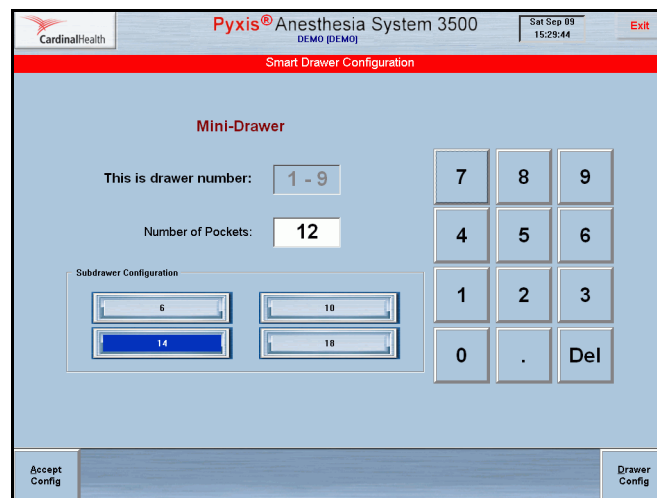 CardinalHealth
Pyxis® Anesthesia System 3500
DEMO [DEMO]
Sat Sep 09
15:29:44
Exit
Smart Drawer Configuration
Mini-Drawer
This is drawer number: 1 - 9
Number of Pockets: 12
Subdrawer Configuration
6 10
14 18
7 8 9
4 5 6
1 2 3
0 . Del
Accept
Config
Drawer
Config